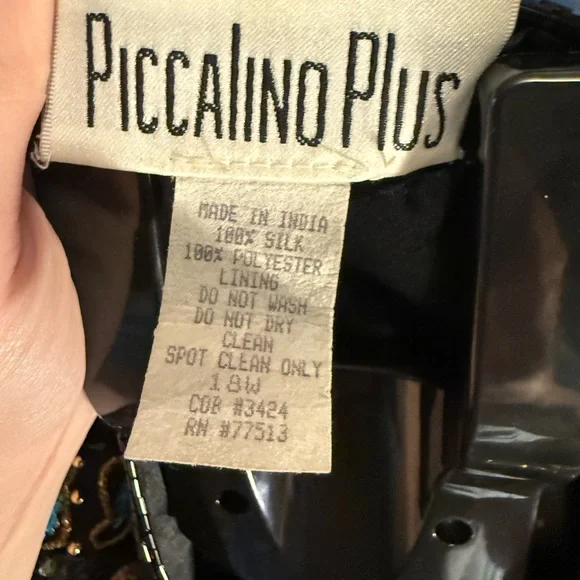 PICCALINO PLUS
MADE IN INDIA
100% SILK
100% POLYESTER
LINING
DO NOT WASH
DO NOT DRY
CLEAN
SPOT CLEAN ONLY
18W
COB #3424
RN #77513